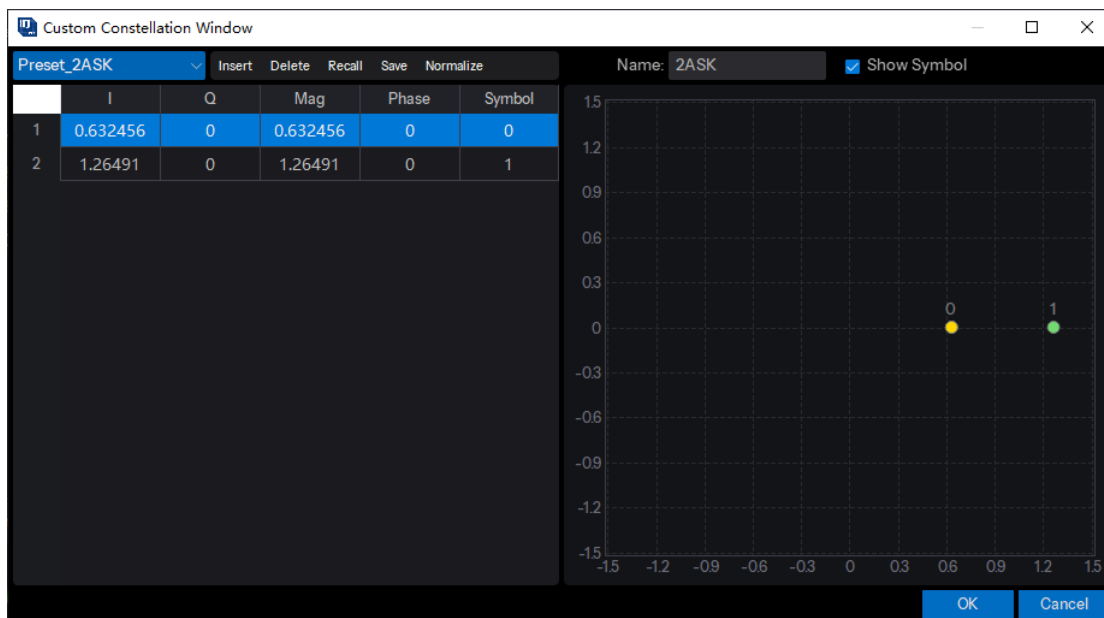 Custom Constellation Window
Preset_2ASK Insert Delete Recall Save Normalize Name: 2ASK Show Symbol
I Q Mag Phase Symbol
1 0.632456 0 0.632456 0 0
2 1.26491 0 1.26491 0 1
1.5
1.2
0.9
0.6
0.3
0
-0.3
-0.6
-0.9
-1.2
-1.5
0 1
-1.5 -1.2 -0.9 -0.6 -0.3 0 0.3 0.6 0.9 1.2 1.5
OK Cancel